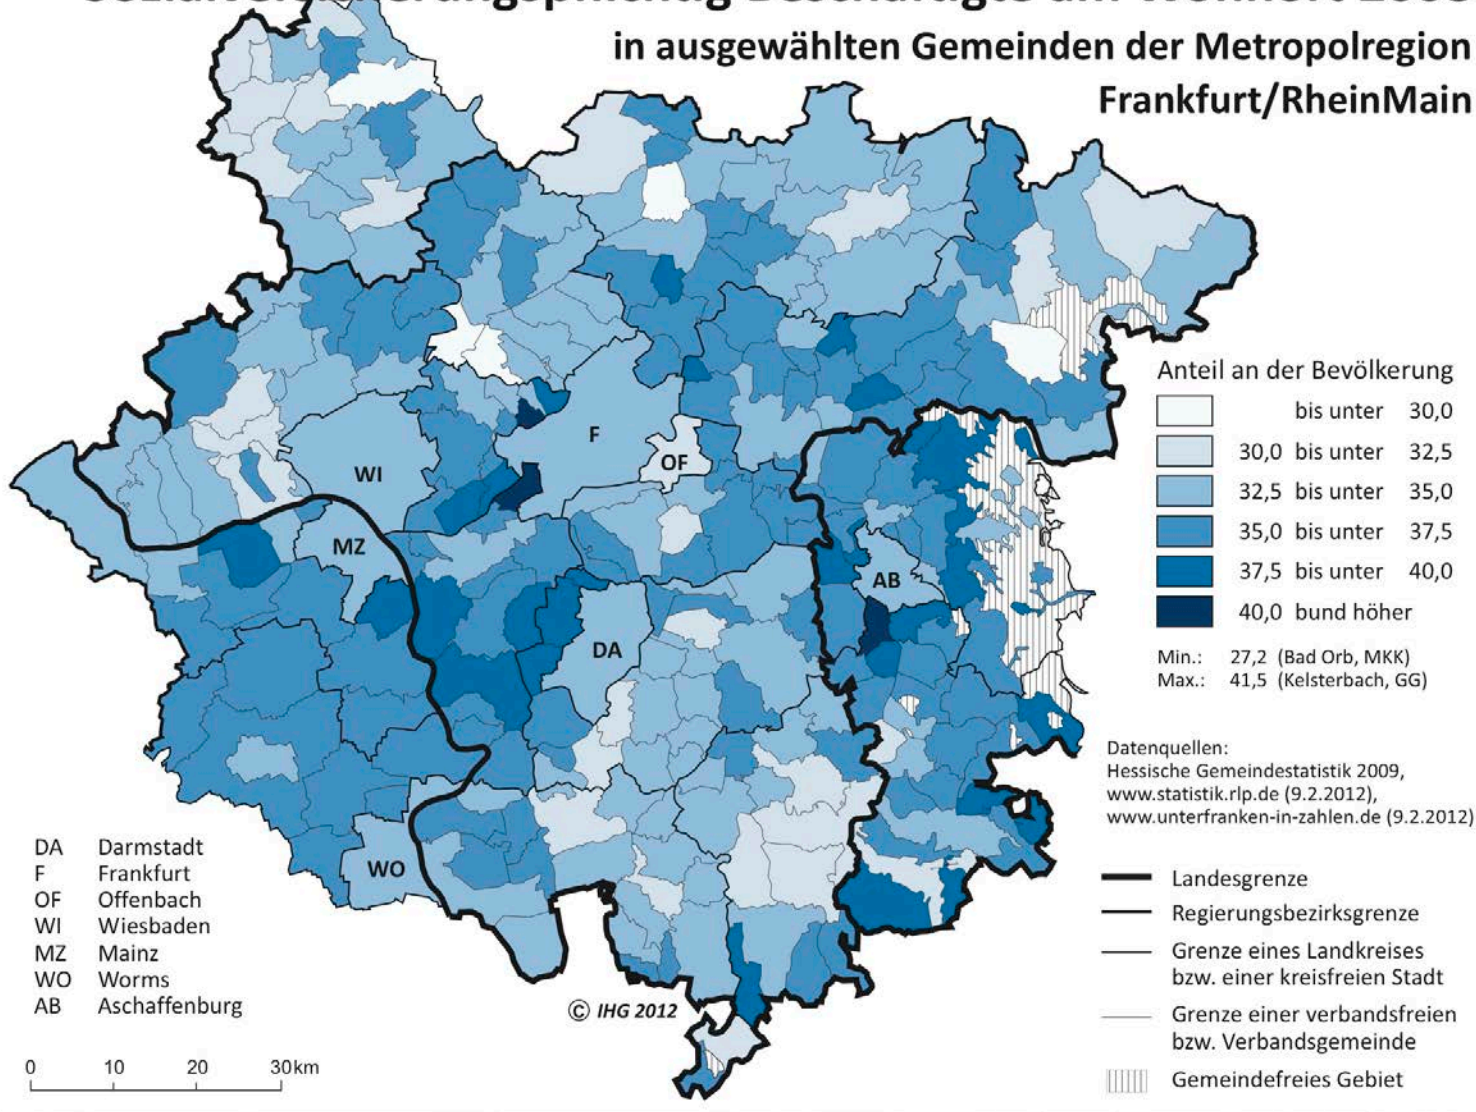 in ausgewählten Gemeinden der Metropolregion
Frankfurt/RheinMain
F
OF
WI
MZ
AB
DA
WO
Anteil an der Bevölkerung
bis unter 30,0
30,0 bis unter 32,5
32,5 bis unter 35,0
35,0 bis unter 37,5
37,5 bis unter 40,0
40,0 bund höher
Min.: 27,2 (Bad Orb, MKK)
Max.: 41,5 (Kelsterbach, GG)
Datenquellen:
Hessische Gemeindestatistik 2009,
www.statistik.rlp.de (9.2.2012),
www.unterfranken-in-zahlen.de (9.2.2012)
DA Darmstadt
F Frankfurt
OF Offenbach
WI Wiesbaden
MZ Mainz
WO Worms
AB Aschaffenburg
Landesgrenze
Regierungsbezirksgrenze
Grenze eines Landkreises
bzw. einer kreisfreien Stadt
Grenze einer verbandsfreien
bzw. Verbandsgemeinde
Gemeindefreies Gebiet
© IHG 2012
0 10 20 30km